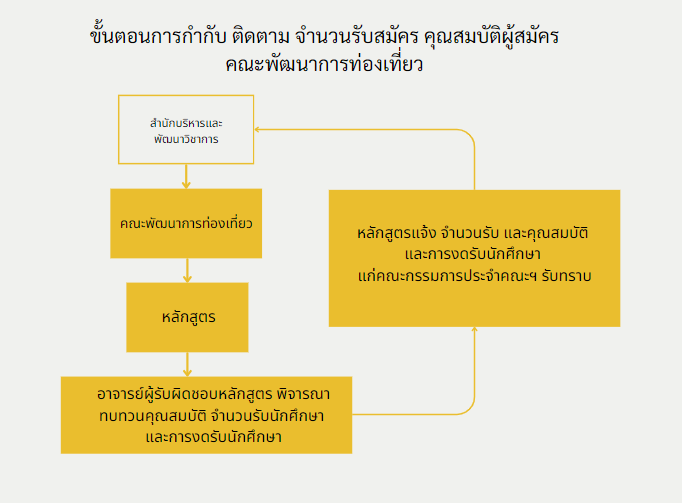 ขั้นตอนการกำกับ ติดตาม จำนวนรับสมัคร คุณสมบัติผู้สมัคร
คณะพัฒนาการท่องเที่ยว
สำนักบริหารและ
พัฒนาวิชาการ
คณะพัฒนาการท่องเที่ยว
หลักสูตร
อาจารย์ผู้รับผิดชอบหลักสูตร พิจารณา
ทบทวนคุณสมบัติ จำนวนรับนักศึกษา
และการงดรับนักศึกษา
หลักสูตรแจ้ง จำนวนรับ และคุณสมบัติ
และการงดรับนักศึกษา
แก่คณะกรรมการประจำคณะฯ รับทราบ